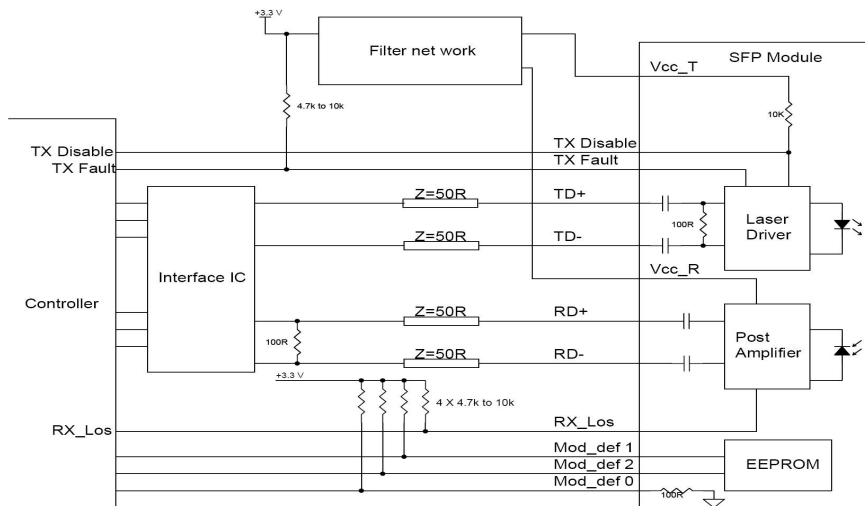 +3.3 V
Filter net work
SFP Module
Vcc_T
4.7k to 10k
10K
TX Disable
TX Disable
TX Fault
TX Fault
Z=50R
TD+
100R
Laser
Driver
Z=50R
TD-
Interface IC
Vcc_R
Controller
Z=50R
RD+
100R
Post
Amplifier
Z=50R
RD-
+3.3 V
4 X 4.7k to 10k
RX_Los
RX_Los
Mod_def 1
Mod_def 2
Mod_def 0
EEPROM
100R